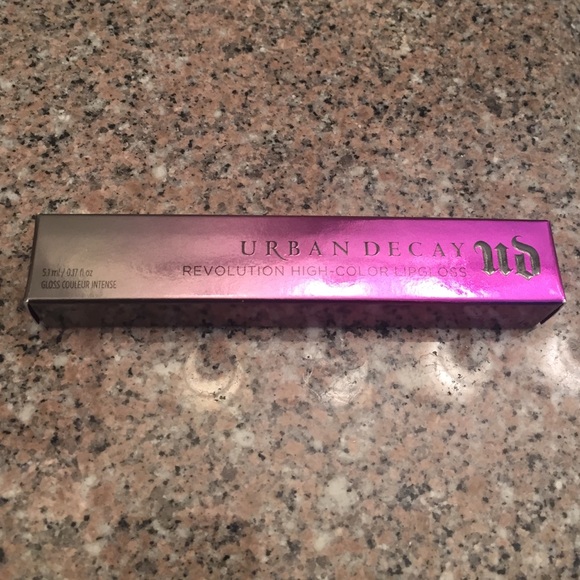 URBAN DECAY UD
REVOLUTION HIGH-COLOR LIPGLOSS
5.1 ml / 0.17 fl. oz
GLOSS COULEUR INTENSE